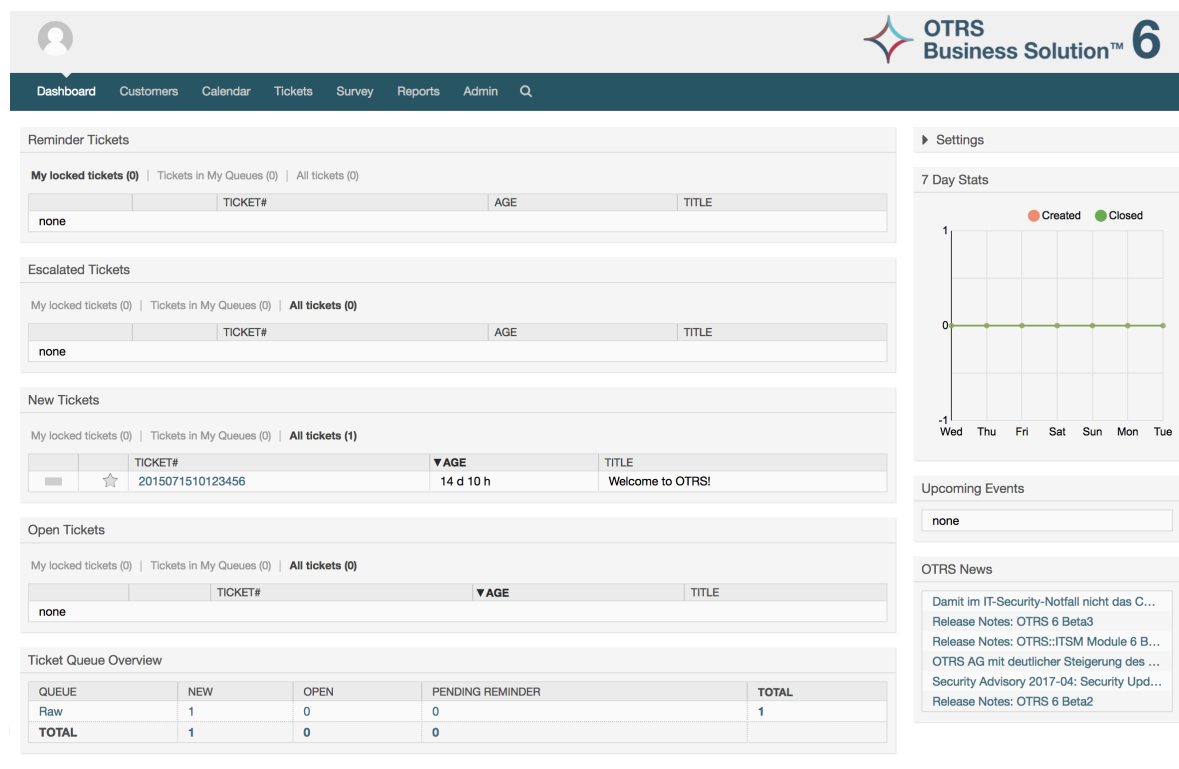 OTRS
Business Solution™ 6
Dashboard Customers Calendar Tickets Survey Reports Admin
Reminder Tickets
My locked tickets (0) | Tickets in My Queues (0) | All tickets (0)
TICKET# AGE TITLE
none
Escalated Tickets
My locked tickets (0) | Tickets in My Queues (0) | All tickets (0)
TICKET# AGE TITLE
none
New Tickets
My locked tickets (0) | Tickets in My Queues (0) | All tickets (1)
TICKET# ▼AGE TITLE
2015071510123456 14 d 10 h Welcome to OTRS!
Open Tickets
My locked tickets (0) | Tickets in My Queues (0) | All tickets (0)
TICKET# ▼AGE TITLE
none
Ticket Queue Overview
QUEUE NEW OPEN PENDING REMINDER TOTAL
Raw 1 0 0 1
TOTAL 1 0 0
Settings
7 Day Stats
Created Closed
1
0
-1
Wed Thu Fri Sat Sun Mon Tue
Upcoming Events
none
OTRS News
Damit im IT-Security-Notfall nicht das C...
Release Notes: OTRS 6 Beta3
Release Notes: OTRS::ITSM Module 6 B...
OTRS AG mit deutlicher Steigerung des ...
Security Advisory 2017-04: Security Upd...
Release Notes: OTRS 6 Beta2